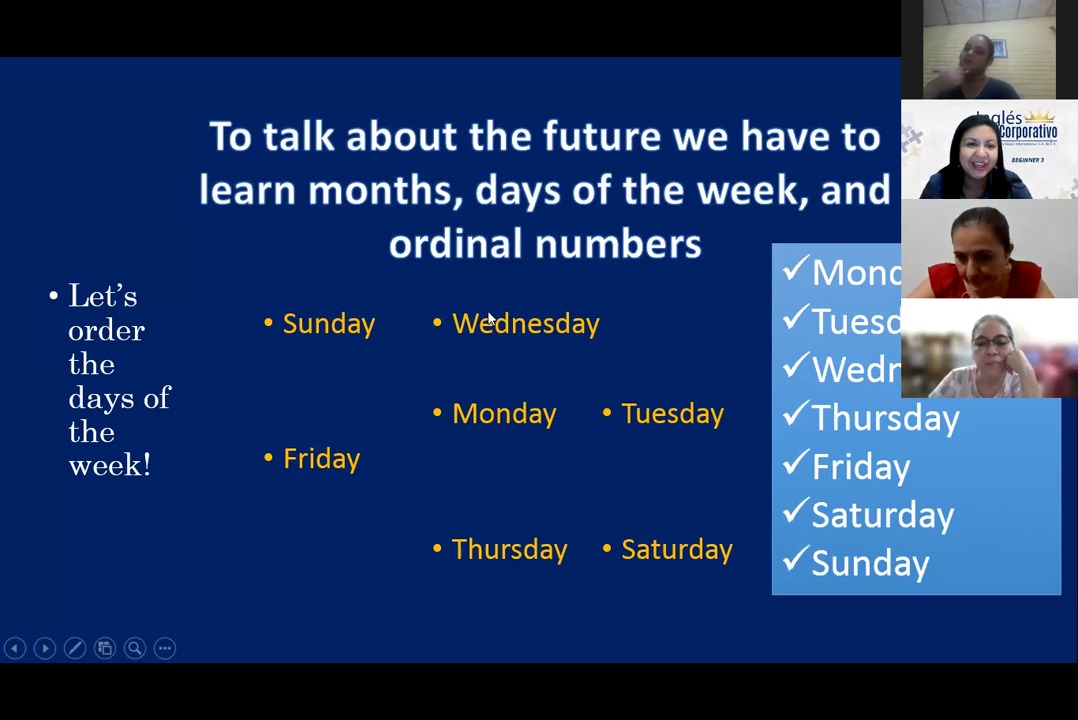 To talk about the future we have to
learn months, days of the week, and
ordinal numbers
• Let's
order
the
days of
the
week!
• Sunday
• Wednesday
• Monday
• Tuesday
• Friday
• Thursday
• Saturday
✓Mond
✓Tuesd
✓Wedn
✓Thursday
✓Friday
✓Saturday
✓Sunday
Inglés
Corporativo
BEGINNER 3